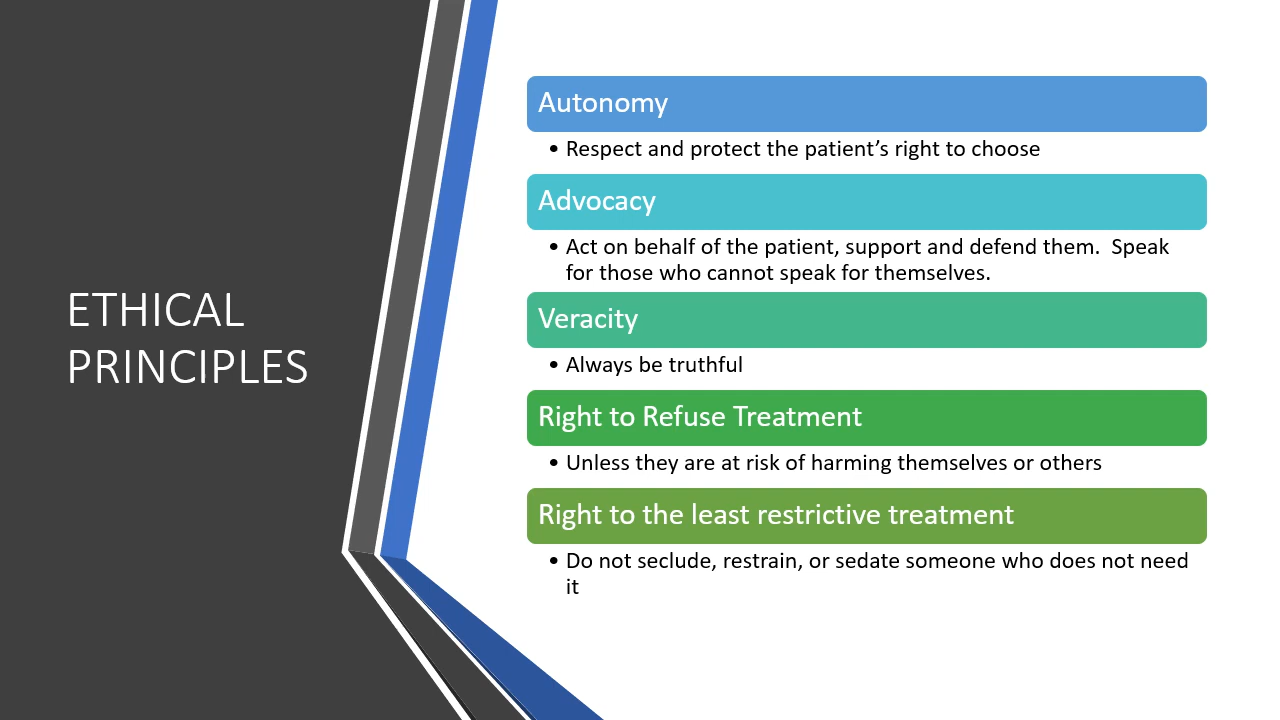 ETHICAL
PRINCIPLES
Autonomy
• Respect and protect the patient’s right to choose
Advocacy
• Act on behalf of the patient, support and defend them.  Speak
for those who cannot speak for themselves.
Veracity
• Always be truthful
Right to Refuse Treatment
• Unless they are at risk of harming themselves or others
Right to the least restrictive treatment
• Do not seclude, restrain, or sedate someone who does not need
it